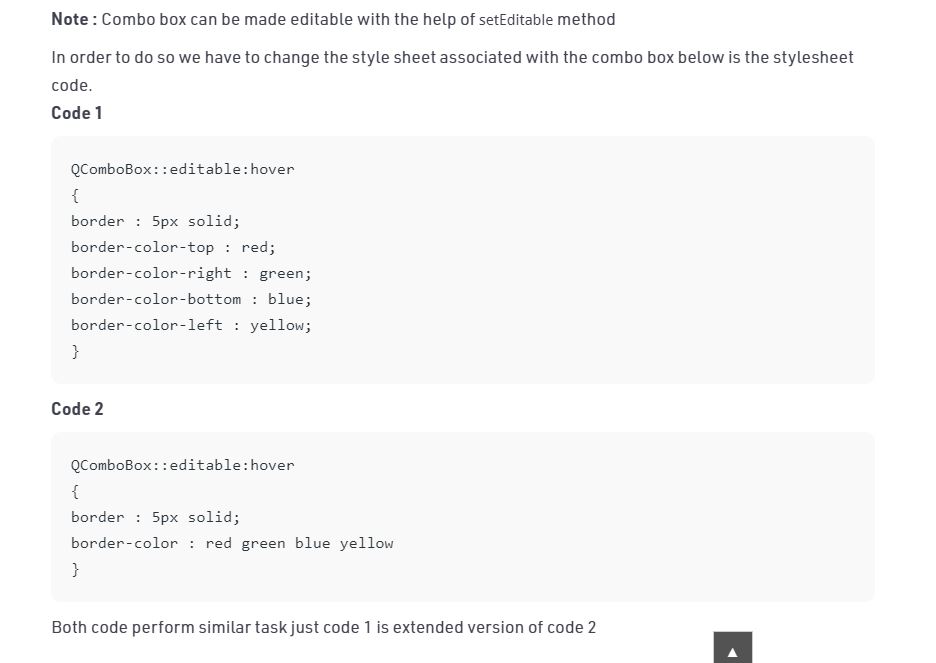 Note : Combo box can be made editable with the help of setEditable method
In order to do so we have to change the style sheet associated with the combo box below is the stylesheet
code.
Code 1
QComboBox::editable:hover
{
border : 5px solid;
border-color-top : red;
border-color-right : green;
border-color-bottom : blue;
border-color-left : yellow;
}
Code 2
QComboBox::editable:hover
{
border : 5px solid;
border-color : red green blue yellow
}
Both code perform similar task just code 1 is extended version of code 2